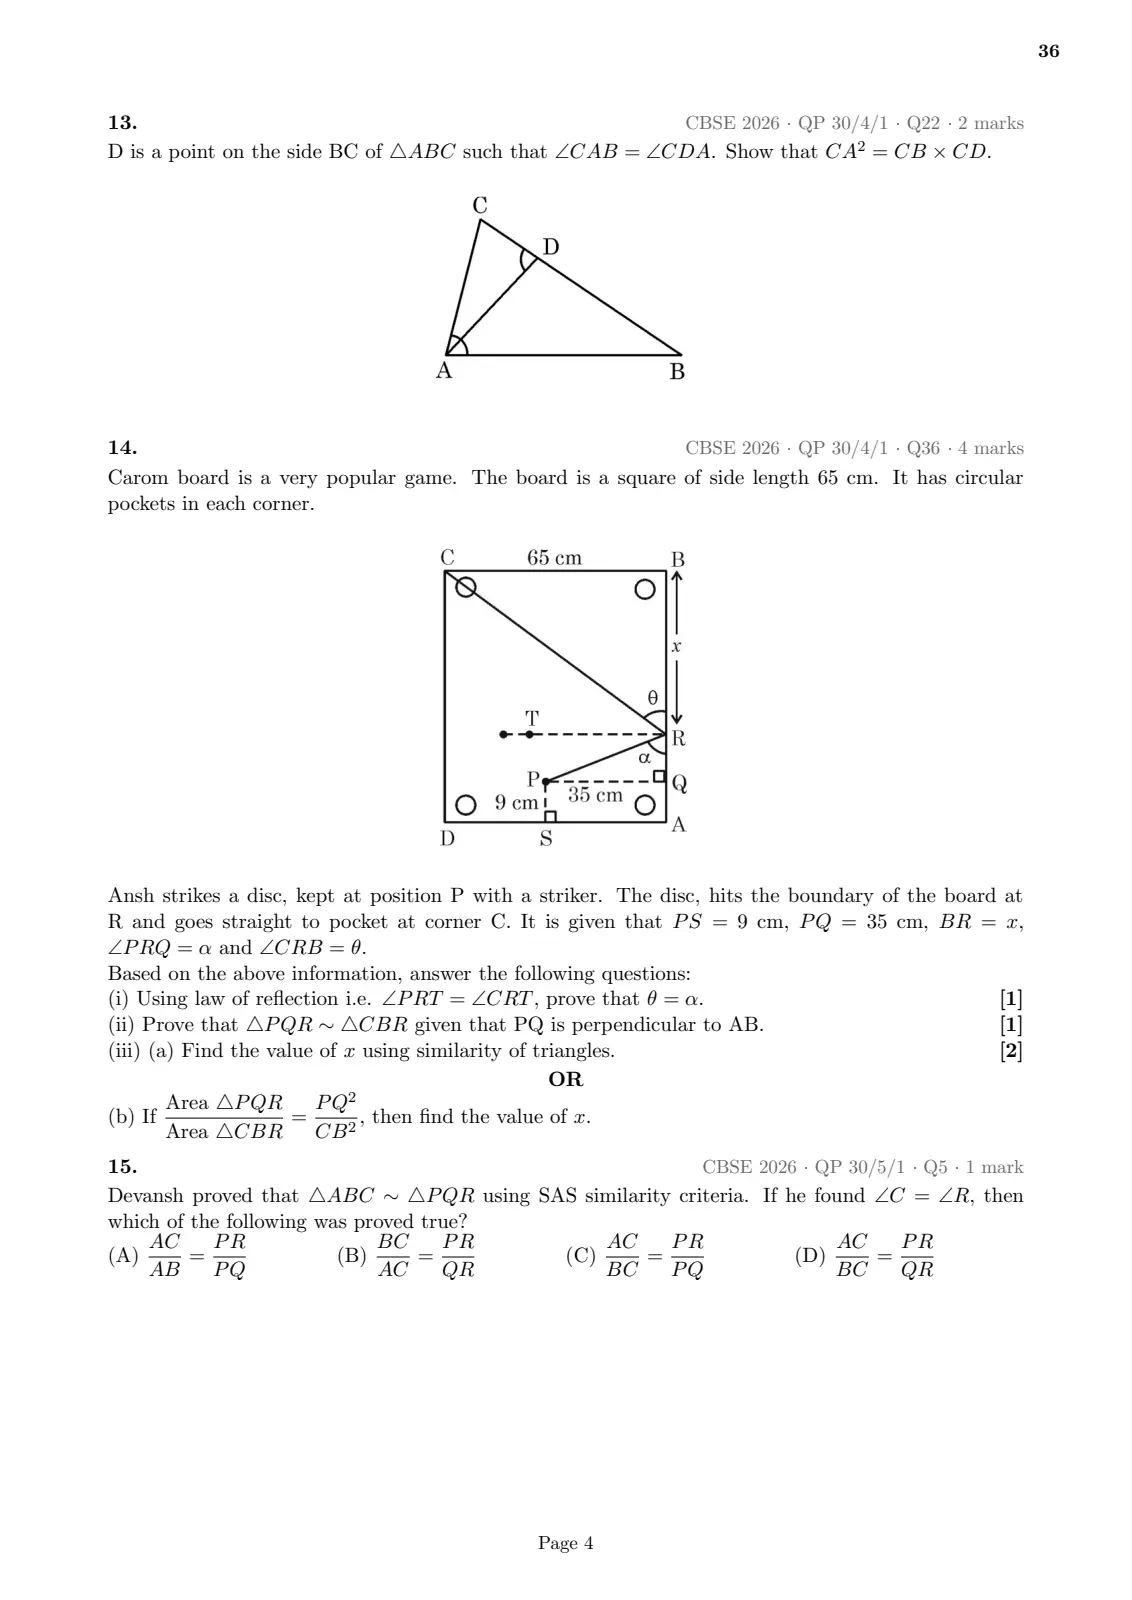 36
13. CBSE 2026 · QP 30/4/1 · Q22 · 2 marks
D is a point on the side BC of △ABC such that ∠CAB = ∠CDA. Show that CA² = CB × CD.
C
D
A
B
14. CBSE 2026 · QP 30/4/1 · Q36 · 4 marks
Carom board is a very popular game. The board is a square of side length 65 cm. It has circular
pockets in each corner.
C 65 cm B
x
θ
T
R
α
P
Q
9 cm 35 cm
D S A
Ansh strikes a disc, kept at position P with a striker. The disc, hits the boundary of the board at
R and goes straight to pocket at corner C. It is given that PS = 9 cm, PQ = 35 cm, BR = x,
∠PRQ = α and ∠CRB = θ.
Based on the above information, answer the following questions:
(i) Using law of reflection i.e. ∠PRT = ∠CRT, prove that θ = α. [1]
(ii) Prove that △PQR ∼ △CBR given that PQ is perpendicular to AB. [1]
(iii) (a) Find the value of x using similarity of triangles. [2]
OR
(b) If Area △PQR / Area △CBR = PQ² / CB², then find the value of x.
15. CBSE 2026 · QP 30/5/1 · Q5 · 1 mark
Devansh proved that △ABC ∼ △PQR using SAS similarity criteria. If he found ∠C = ∠R, then
which of the following was proved true?
(A) AC/AB = PR/PQ (B) BC/AC = PR/QR (C) AC/BC = PR/PQ (D) AC/BC = PR/QR
Page 4